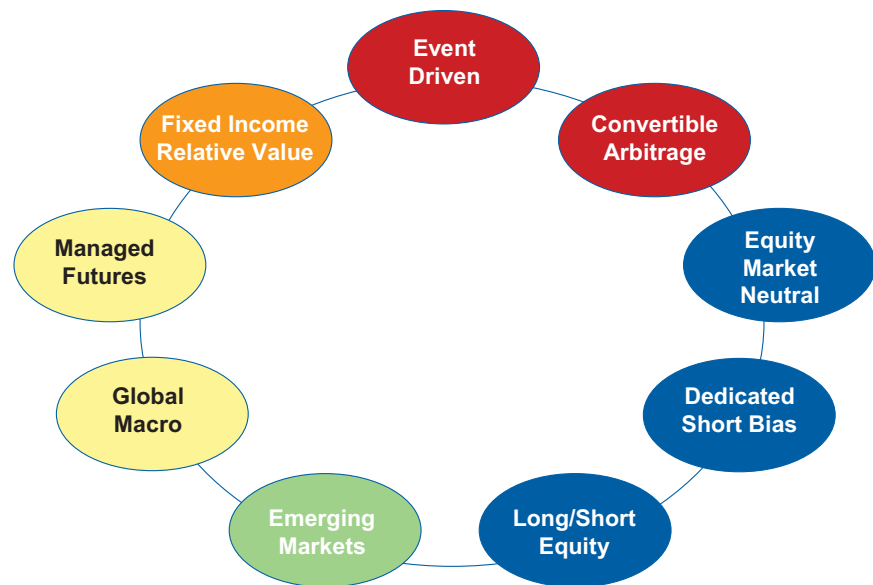 Event
Driven
Convertible
Arbitrage
Equity
Market
Neutral
Dedicated
Short Bias
Long/Short
Equity
Emerging
Markets
Global
Macro
Managed
Futures
Fixed Income
Relative Value